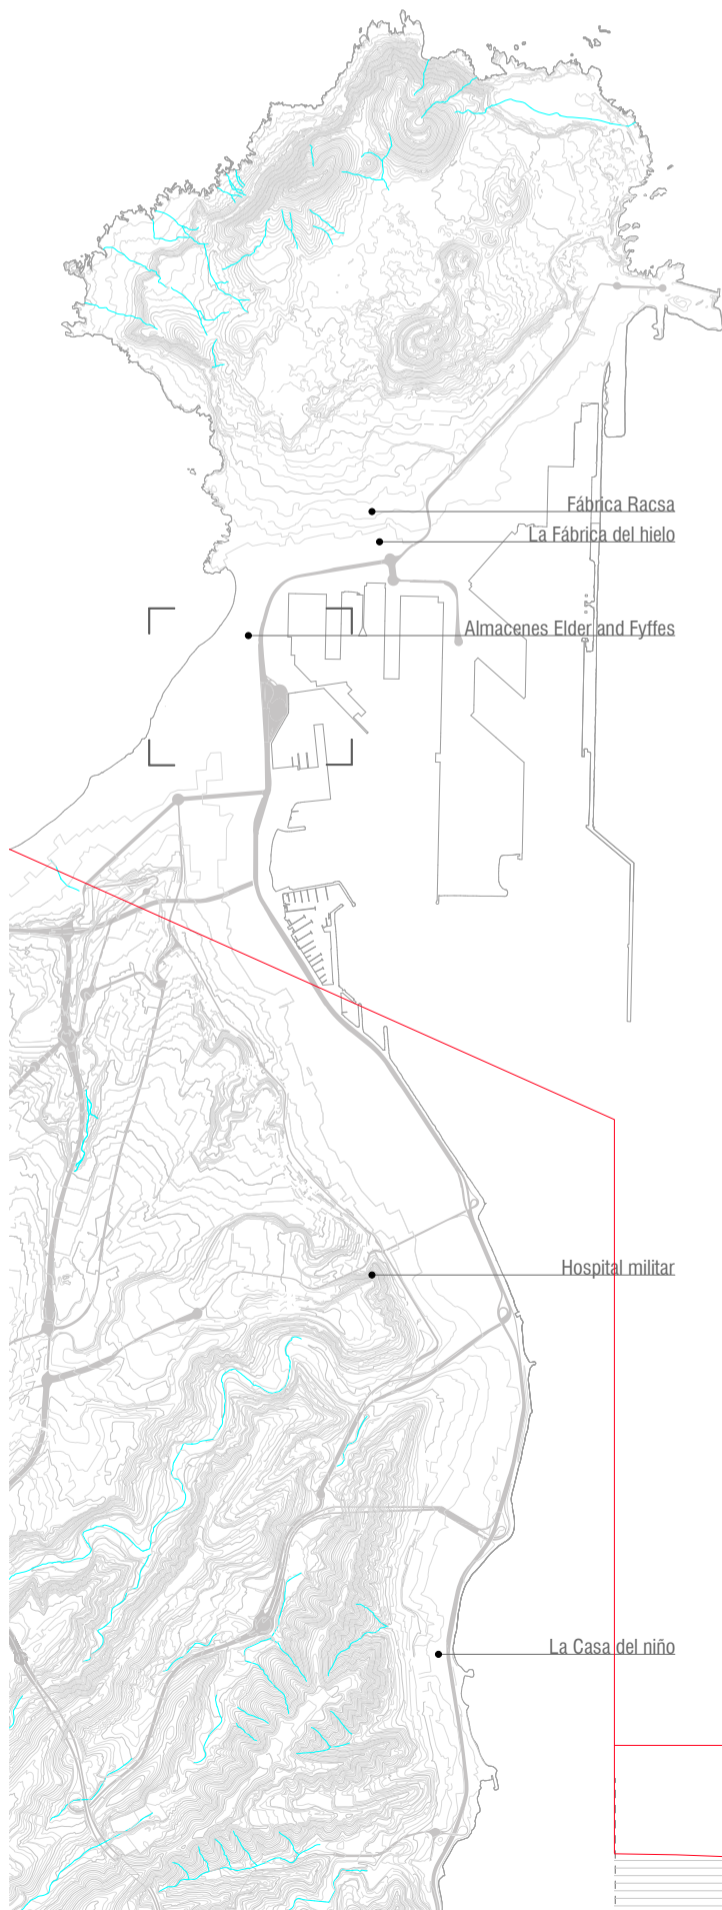 Fábrica Racsa
La Fábrica del hielo
Almacenes Elder and Fyffes
Hospital militar
La Casa del niño